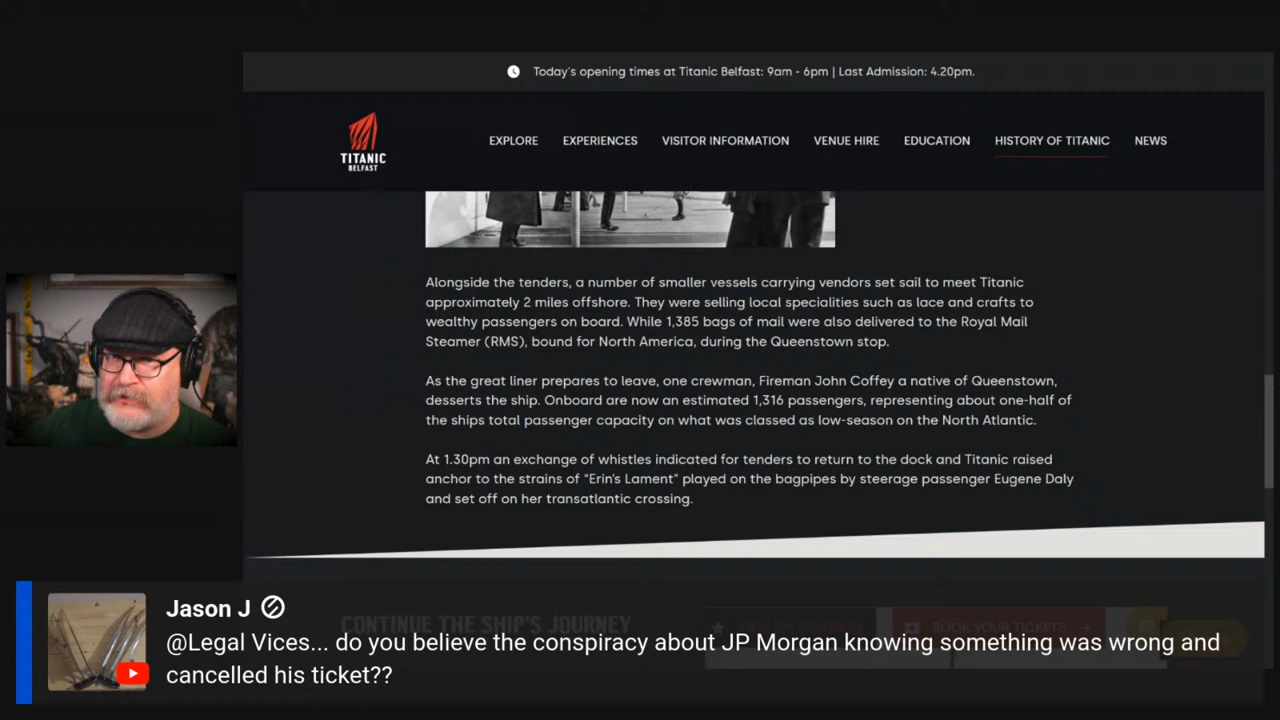 Today's opening times at Titanic Belfast: 9am - 6pm | Last Admission: 4.20pm.
TITANIC
BELFAST
EXPLORE EXPERIENCES VISITOR INFORMATION VENUE HIRE EDUCATION HISTORY OF TITANIC NEWS
Alongside the tenders, a number of smaller vessels carrying vendors set sail to meet Titanic
approximately 2 miles offshore. They were selling local specialities such as lace and crafts to
wealthy passengers on board. While 1,385 bags of mail were also delivered to the Royal Mail
Steamer (RMS), bound for North America, during the Queenstown stop.
As the great liner prepares to leave, one crewman, Fireman John Coffey a native of Queenstown,
desserts the ship. Onboard are now an estimated 1,316 passengers, representing about one-half of
the ships total passenger capacity on what was classed as low-season on the North Atlantic.
At 1.30pm an exchange of whistles indicated for tenders to return to the dock and Titanic raised
anchor to the strains of “Erin's Lament” played on the bagpipes by steerage passenger Eugene Daly
and set off on her transatlantic crossing.
CONTINUE THE SHIP'S JOURNEY
BOOK YOUR TICKETS
Jason J
@Legal Vices... do you believe the conspiracy about JP Morgan knowing something was wrong and
cancelled his ticket??